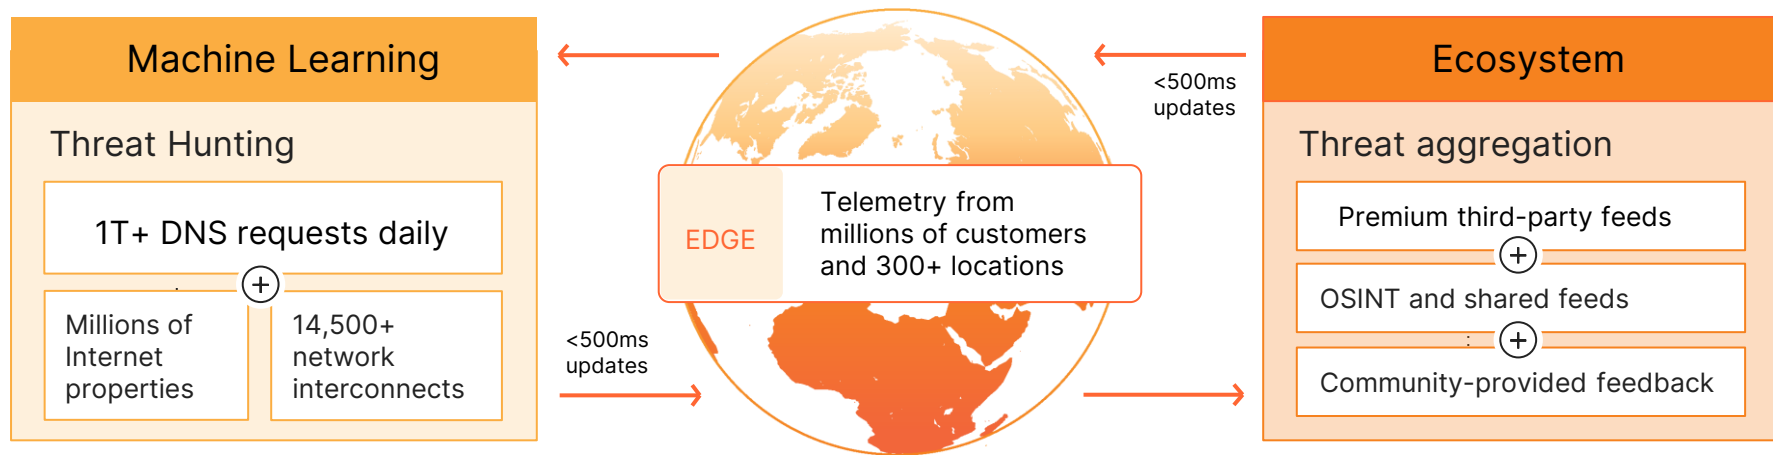 Machine Learning
Threat Hunting
1T+ DNS requests daily
+
Millions of
Internet
properties
14,500+
network
interconnects
<500ms
updates
EDGE
Telemetry from
millions of customers
and 300+ locations
<500ms
updates
Ecosystem
Threat aggregation
Premium third-party feeds
+
OSINT and shared feeds
+
Community-provided feedback